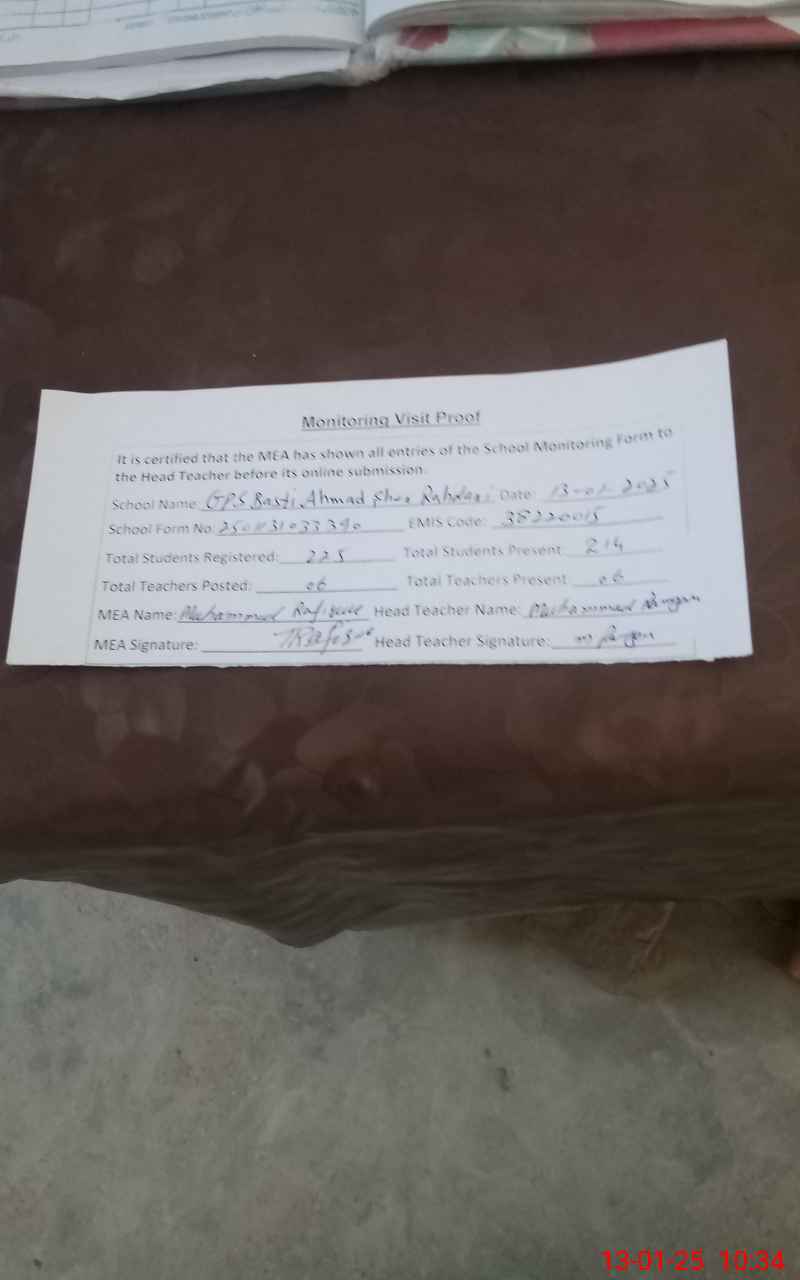 Monitoring Visit Proof
It is certified that the MEA has shown all entries of the School Monitoring Form to
the Head Teacher before its online submission.
School Name: GPS Basti Ahmad Sher Date: 13-01-2025
School Form No: 2501131033390 EMIS Code: 38220015
Total Students Registered: 225 Total Students Present: 214
Total Teachers Posted: 06 Total Teachers Present: 06
MEA Name: Muhammad Rafique Head Teacher Name: Muhammad
MEA Signature: Head Teacher Signature:
13-01-25 10:34